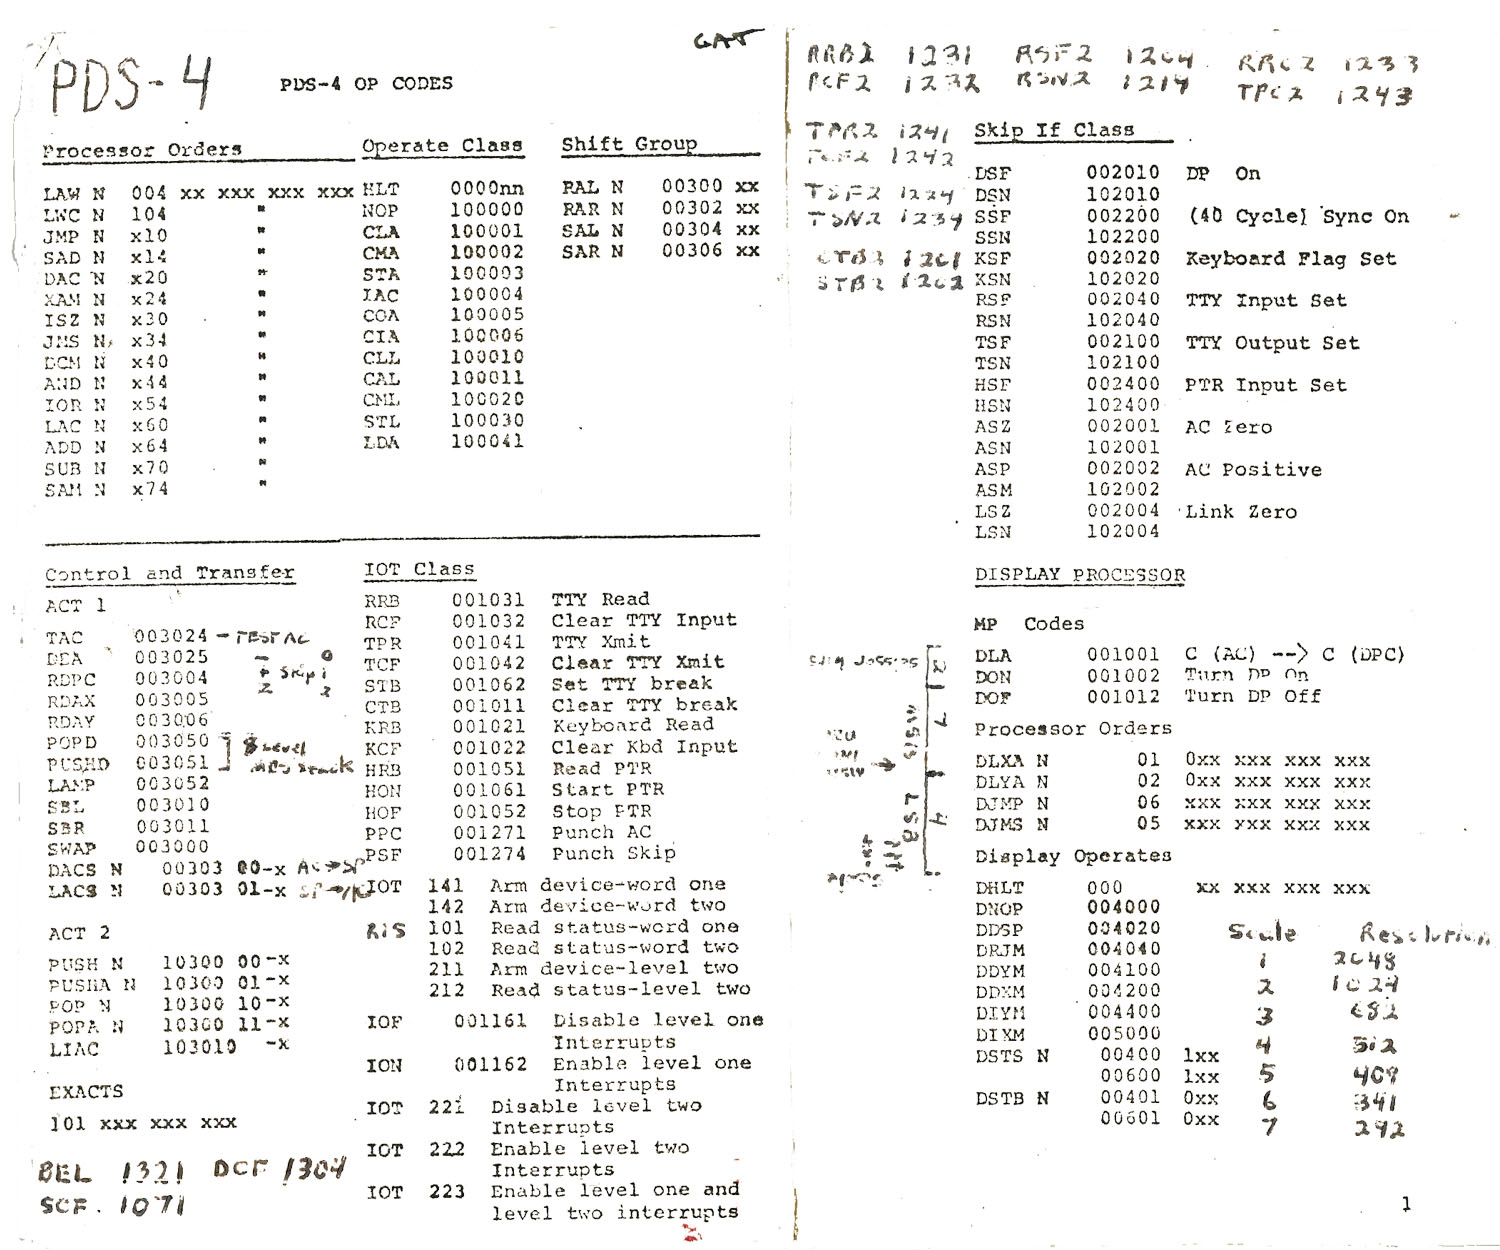 PDS-4
GAT
PDS-4 OP CODES
Processor Orders
LAW N 004 xx xxx xxx xxx
LWC N 104 "
JMP N x10 "
SAD N x14 "
DAC N x20 "
XAM N x24 "
ISZ N x30 "
JMS N x34 "
DCM N x40 "
AND N x44 "
IOR N x54 "
LAC N x60 "
ADD N x64 "
SUB N x70 "
SAM N x74 "
Operate Class
HLT 0000nn
NOP 100000
CLA 100001
CMA 100002
STA 100003
IAC 100004
COA 100005
CIA 100006
CLL 100010
CAL 100011
CML 100020
STL 100030
LDA 100041
Shift Group
RAL N 00300 xx
RAR N 00302 xx
SAL N 00304 xx
SAR N 00306 xx
Control and Transfer
ACT 1
TAC 003024 - TEST AC
DEA 003025 - 0
RDPC 003004 + Skip 1
RDAX 003005 Z 2
RDAY 003006
POPD 003050 8 Level
PUSHD 003051 MDS Stack
LAMP 003052
SBL 003010
SBR 003011
SWAP 003000
DACS N 00303 00-x AC→SP
LACS N 00303 01-x SP→AC
ACT 2
PUSH N 10300 00-x
PUSHA N 10300 01-x
POP N 10300 10-x
POPA N 10300 11-x
LIAC 103010 -x
EXACTS
101 xxx xxx xxx
BEL 1321 DCF 1304
SCF. 1071
IOT Class
RRB 001031 TTY Read
RCF 001032 Clear TTY Input
TPR 001041 TTY Xmit
TCF 001042 Clear TTY Xmit
STB 001062 Set TTY break
CTB 001011 Clear TTY break
KRB 001021 Keyboard Read
KCF 001022 Clear Kbd Input
HRB 001051 Read PTR
HON 001061 Start PTR
HOF 001052 Stop PTR
PPC 001271 Punch AC
PSF 001274 Punch Skip
IOT 141 Arm device-word one
142 Arm device-word two
RIS 101 Read status-word one
102 Read status-word two
211 Arm device-level two
212 Read status-level two
IOF 001161 Disable level one
Interrupts
ION 001162 Enable level one
Interrupts
IOT 221 Disable level two
Interrupts
IOT 222 Enable level two
Interrupts
IOT 223 Enable level one and
level two interrupts
RRB2 1231 RSF2 1204 RRC2 1233
RCF2 1232 RSN2 1214 TPC2 1243
TPR2 1241
TCF2 1242
TSF2 1224
TSN2 1234
CTB2 1201
STB2 1202
Skip If Class
DSF 002010 DP On
DSN 102010
SSF 002200 (40 Cycle) Sync On
SSN 102200
KSF 002020 Keyboard Flag Set
KSN 102020
RSF 002040 TTY Input Set
RSN 102040
TSF 002100 TTY Output Set
TSN 102100
HSF 002400 PTR Input Set
HSN 102400
ASZ 002001 AC Zero
ASN 102001
ASP 002002 AC Positive
ASM 102002
LSZ 002004 Link Zero
LSN 102004
DISPLAY PROCESSOR
MP Codes
DLA 001001 C (AC) --> C (DPC)
DON 001002 Turn DP On
DOF 001012 Turn DP Off
Processor Orders
DLXA N 01 0xx xxx xxx xxx
DLYA N 02 0xx xxx xxx xxx
DJMP N 06 xxx xxx xxx xxx
DJMS N 05 xxx xxx xxx xxx
Display Operates
DHLT 000 xx xxx xxx xxx
DNOP 004000
DDSP 004020
DRJM 004040
DDYM 004100
DDXM 004200
DIYM 004400
DIXM 005000
DSTS N 00400 1xx
00600 1xx
DSTB N 00401 0xx
00601 0xx
Scale Resolution
1 2048
2 1024
3 682
4 512
5 409
6 341
7 292
1